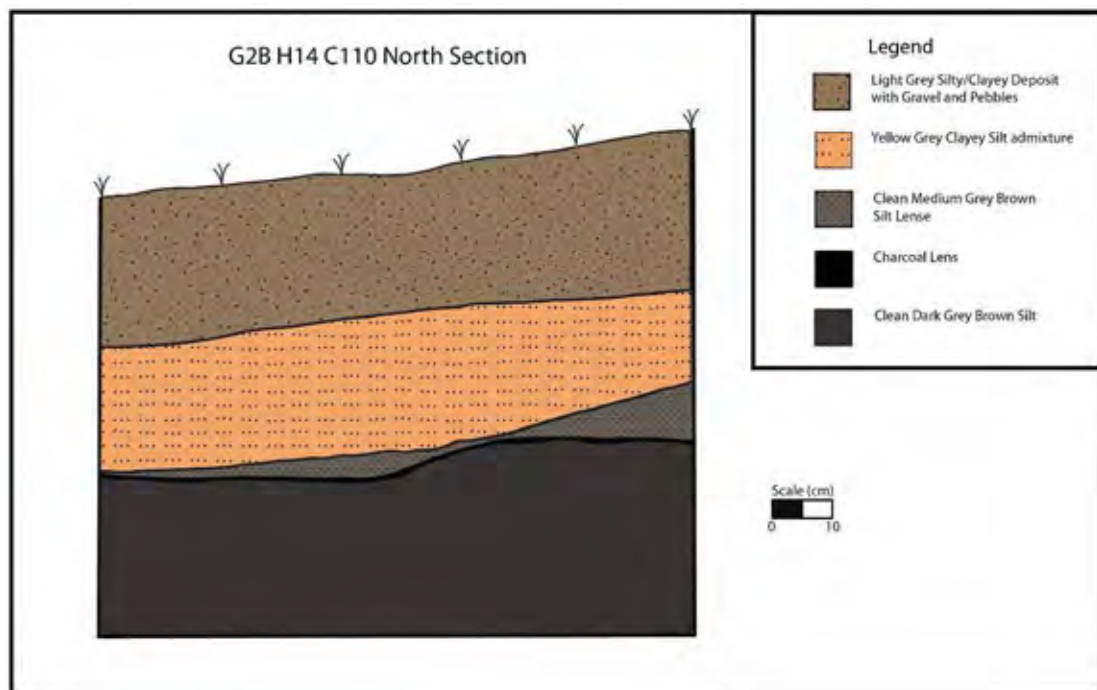 G2B H14 C110 North Section
Legend
Light Grey Silty/Clayey Deposit
with Gravel and Pebbles
Yellow Grey Clayey Silt admixture
Clean Medium Grey Brown
Silt Lense
Charcoal Lens
Clean Dark Grey Brown Silt
Scale (cm)
0 10